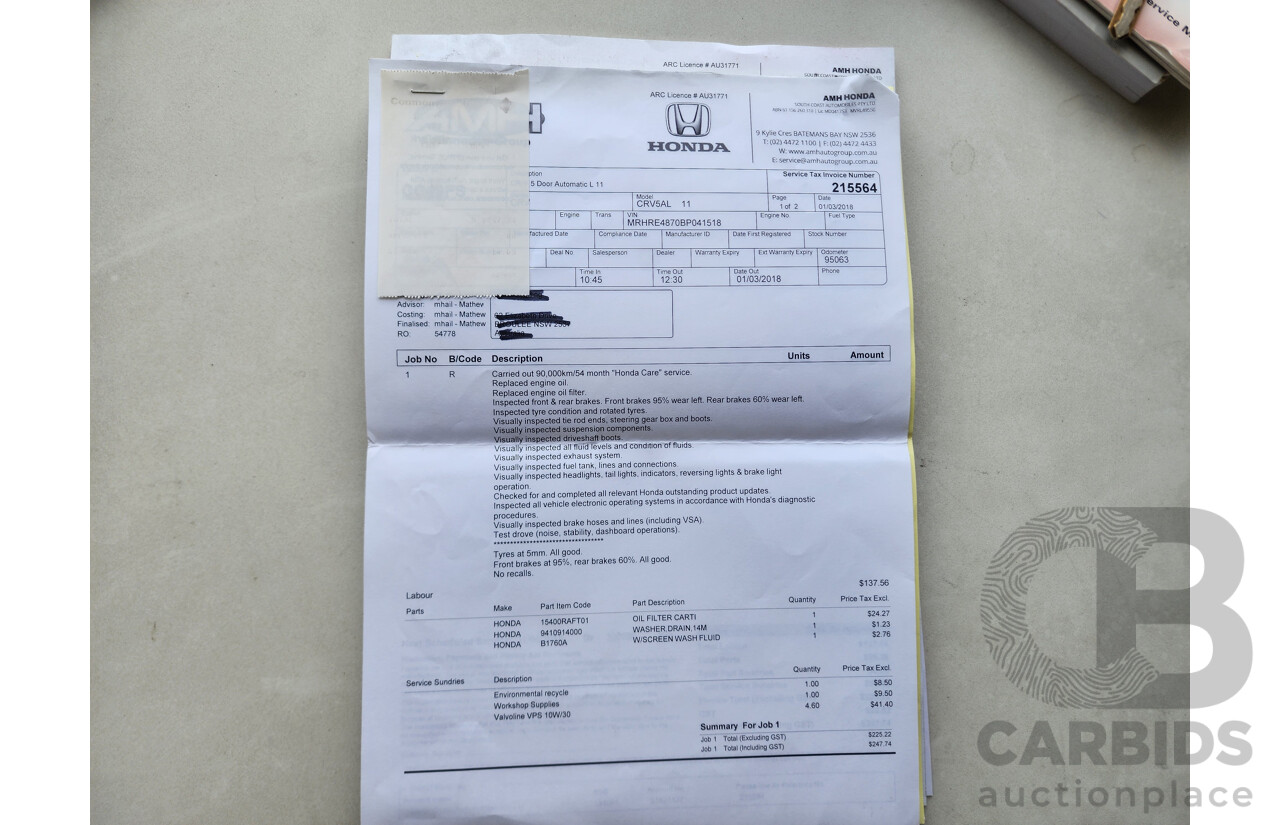 ervice M
ARC Licence # AU31771
AMH HONDA
ARC Licence # AU31771
AMH HONDA
SOUTH COAST AUTOMOBILES PTY LTD
HONDA
9 Kylie Cres BATEMANS BAY NSW 2536
T: (02) 4472 1100 | F: (02) 4472 4433
W: www.amhautogroup.com.au
E: service@amhautogroup.com.au
ption Service Tax Invoice Number
5 Door Automatic L 11 215564
Model Page Date
CRV5AL 11 1 of 2 01/03/2018
Engine Trans VIN Engine No Fuel Type
MRHRE4870BP041518
factured Date Compliance Date Manufacturer ID Date First Registered Stock Number
Deal No Salesperson Dealer Warranty Expiry Ext Warranty Expiry Odometer
95063
Time In Time Out Date Out Phone
10:45 12:30 01/03/2018
Advisor: mhail - Mathew
Costing: mhail - Mathew
Finalised: mhail - Mathew
RO: 54778
Job No B/Code Description Units Amount
1 R Carried out 90,000km/54 month "Honda Care" service.
Replaced engine oil.
Replaced engine oil filter.
Inspected front & rear brakes. Front brakes 95% wear left. Rear brakes 60% wear left.
Inspected tyre condition and rotated tyres.
Visually inspected tie rod ends, steering gear box and boots.
Visually inspected suspension components.
Visually inspected driveshaft boots.
Visually inspected all fluid levels and condition of fluids.
Visually inspected exhaust system.
Visually inspected fuel tank, lines and connections.
Visually inspected headlights, tail lights, indicators, reversing lights & brake light
operation.
Checked for and completed all relevant Honda outstanding product updates.
Inspected all vehicle electronic operating systems in accordance with Honda's diagnostic
procedures.
Visually inspected brake hoses and lines (including VSA).
Test drove (noise, stability, dashboard operations).
********************************
Tyres at 5mm. All good.
Front brakes at 95%, rear brakes 60%. All good.
No recalls.
Labour $137.56
Parts Make Part Item Code Part Description Quantity Price Tax Excl.
HONDA 15400RAFT01 OIL FILTER CARTI 1 $24.27
HONDA 9410914000 WASHER,DRAIN,14M 1 $1.23
HONDA B1760A W/SCREEN WASH FLUID 1 $2.76
Service Sundries Description Quantity Price Tax Excl.
Environmental recycle 1.00 $8.50
Workshop Supplies 1.00 $9.50
Valvoline VPS 10W/30 4.60 $41.40
Summary For Job 1
Job 1 Total (Excluding GST) $225.22
Job 1 Total (Including GST) $247.74
CARBIDS
auctionplace